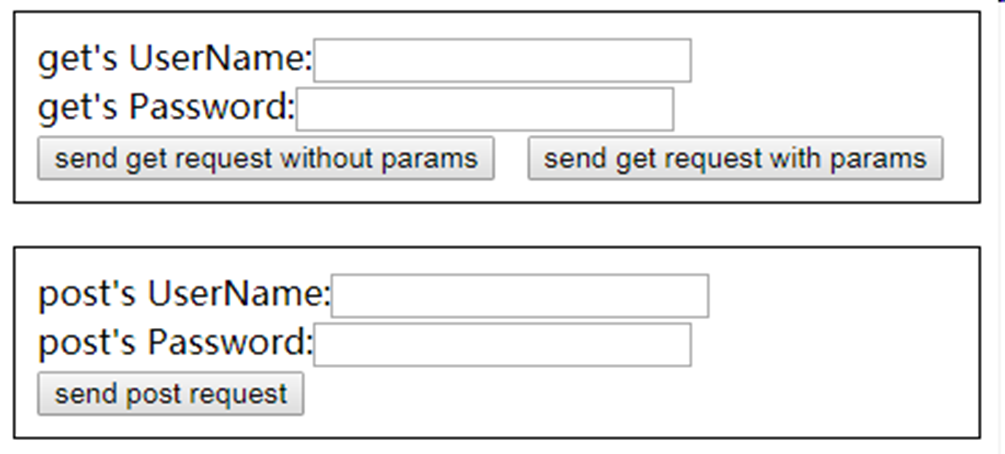 get's UserName:
get's Password:
send get request without params send get request with params
post's UserName:
post's Password:
send post request